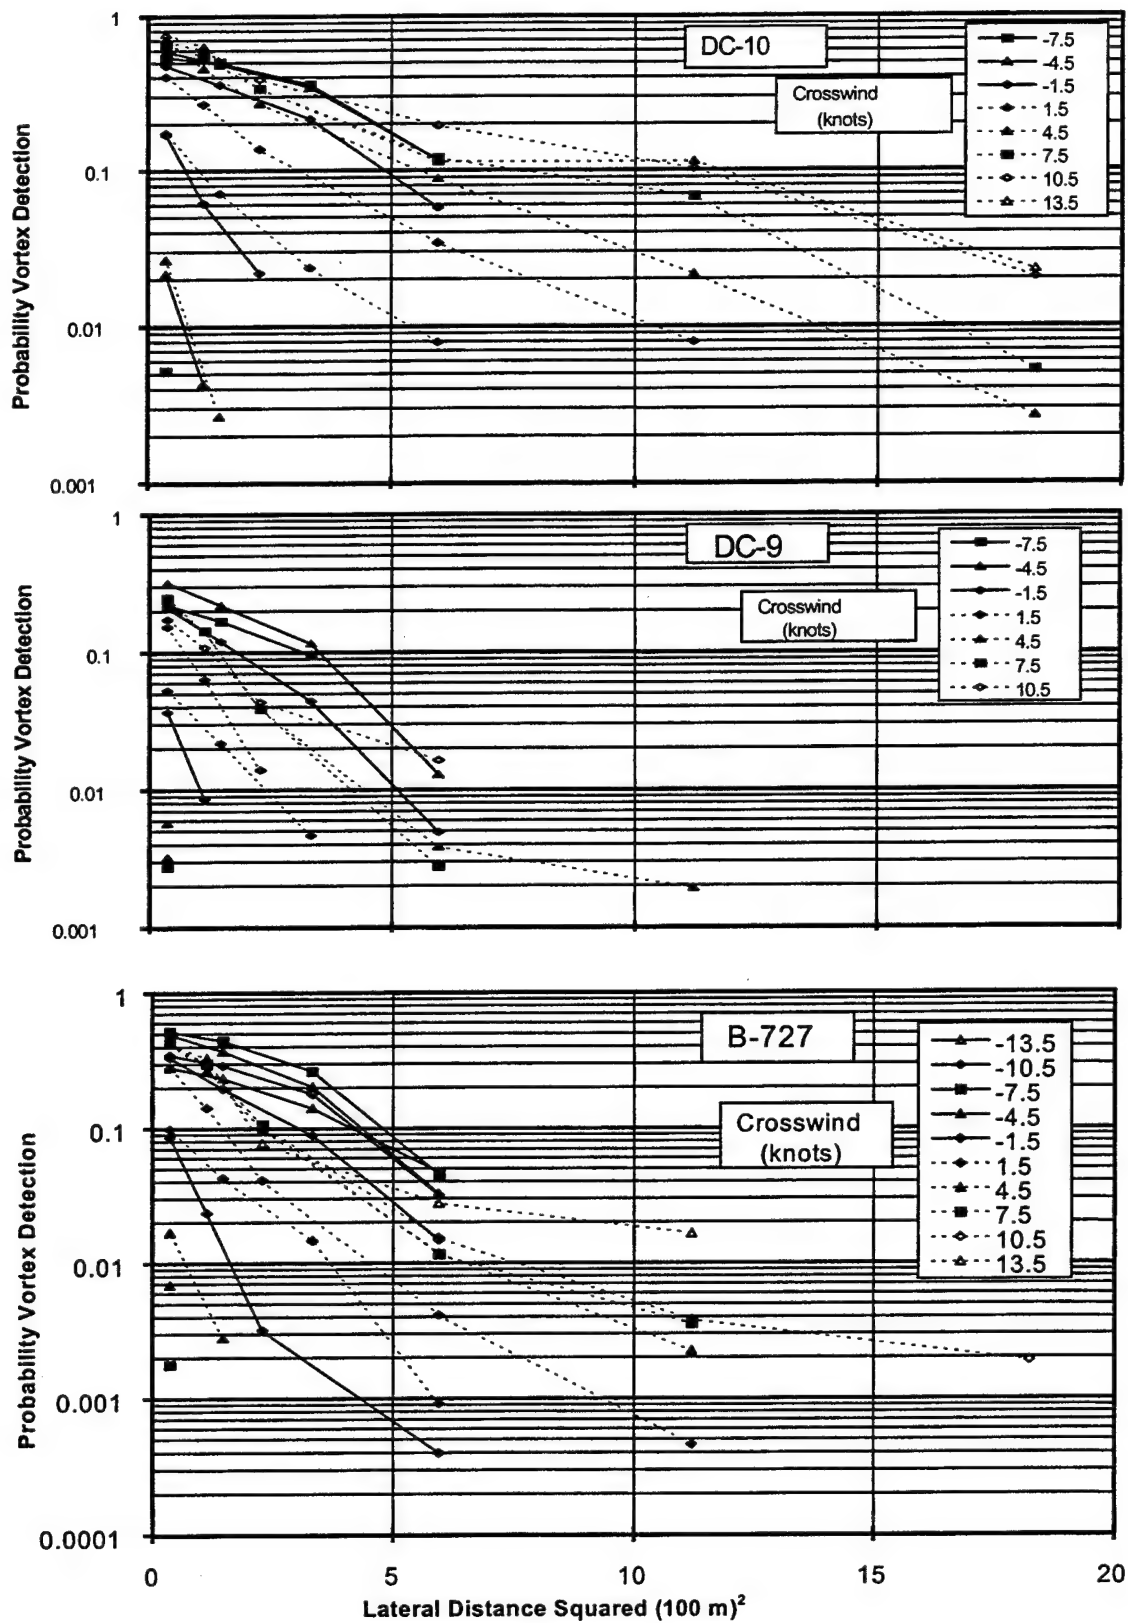 Probability Vortex Detection
1
0.1
0.01
0.001
DC-10
Crosswind
(knots)
-7.5
-4.5
-1.5
1.5
4.5
7.5
10.5
13.5
Probability Vortex Detection
1
0.1
0.01
0.001
DC-9
Crosswind
(knots)
-7.5
-4.5
-1.5
1.5
4.5
7.5
10.5
Probability Vortex Detection
1
0.1
0.01
0.001
0.0001
B-727
Crosswind
(knots)
-13.5
-10.5
-7.5
-4.5
-1.5
1.5
4.5
7.5
10.5
13.5
0 5 10 15 20
Lateral Distance Squared (100 m)²